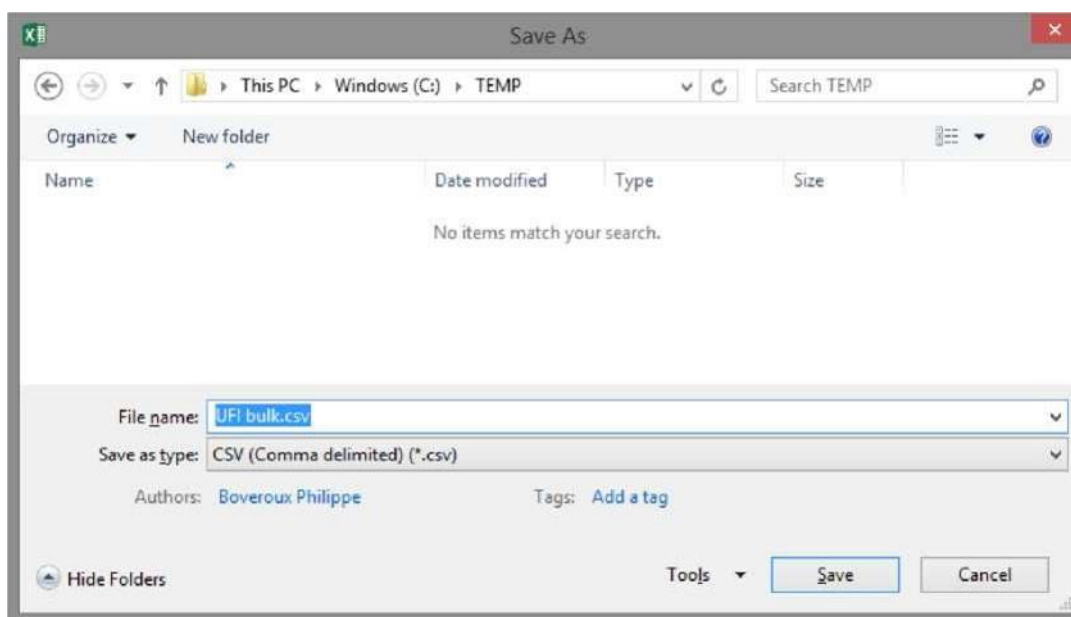 Save As
This PC Windows (C:) TEMP Search TEMP
Organize New folder
Name Date modified Type Size
No items match your search.
File name: UFI bulk.csv
Save as type: CSV (Comma delimited) (*.csv)
Authors: Boveroux Philippe Tags: Add a tag
Hide Folders Tools Save Cancel